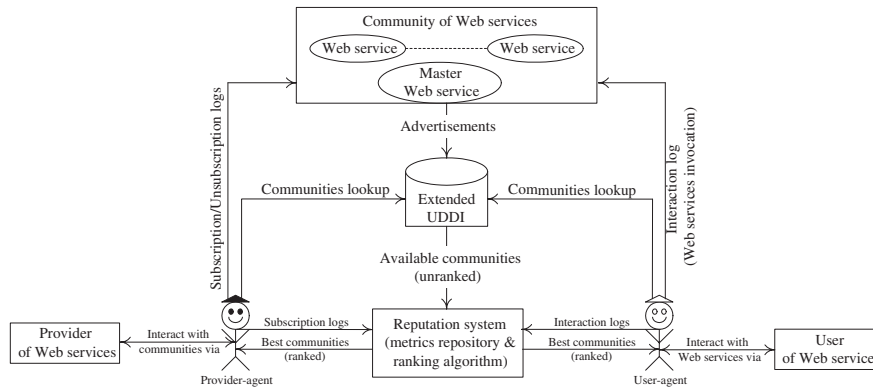 Community of Web services
Web service
Web service
Master
Web service
Advertisements
Subscription/Unsubscription logs
Interaction log
(Web services invocation)
Communities lookup
Communities lookup
Extended
UDDI
Available communities
(unranked)
Provider
of Web services
Interact with
communities via
Subscription logs
Best communities
(ranked)
Provider-agent
Reputation system
(metrics repository &
ranking algorithm)
Interaction logs
Best communities
(ranked)
User-agent
Interact with
Web services via
User
of Web service